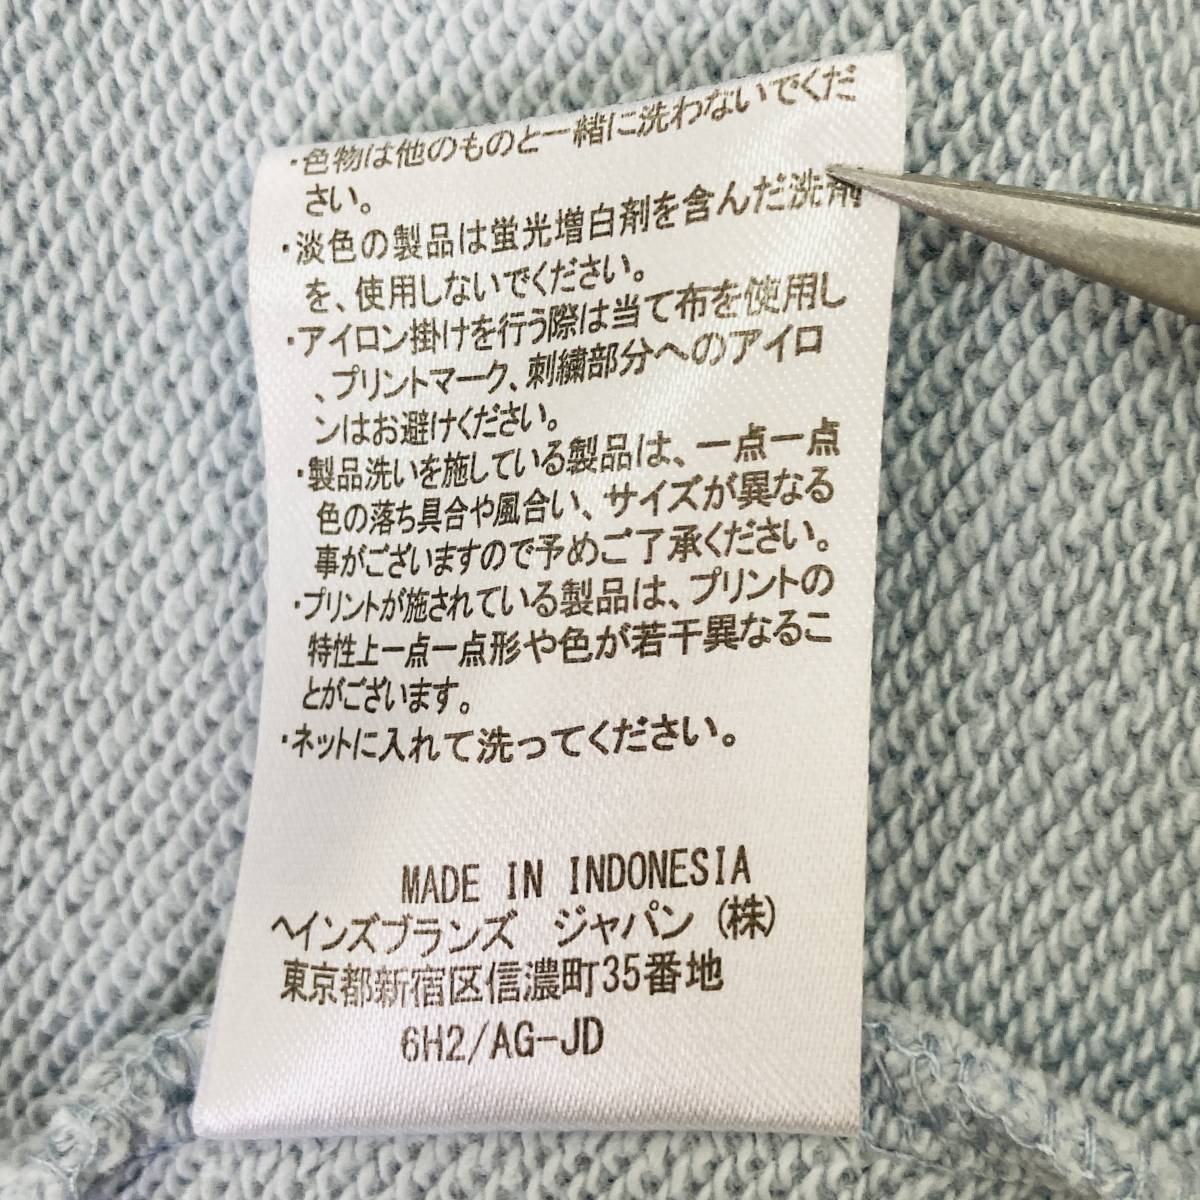 ・色物は他のものと一緒に洗わないでくだ
さい。
・淡色の製品は蛍光増白剤を含んだ洗剤
を、使用しないでください。
・アイロン掛けを行う際は当て布を使用し
、プリントマーク、刺繍部分へのアイロ
ンはお避けください。
・製品洗いを施している製品は、一点一点
色の落ち具合や風合い、サイズが異なる
事がございますので予めご了承ください。
・プリントが施されている製品は、プリントの
特性上一点一点形や色が若干異なるこ
とがございます。
・ネットに入れて洗ってください。
MADE IN INDONESIA
ヘインズブランズ ジャパン (株)
東京都新宿区信濃町35番地
6H2/AG-JD